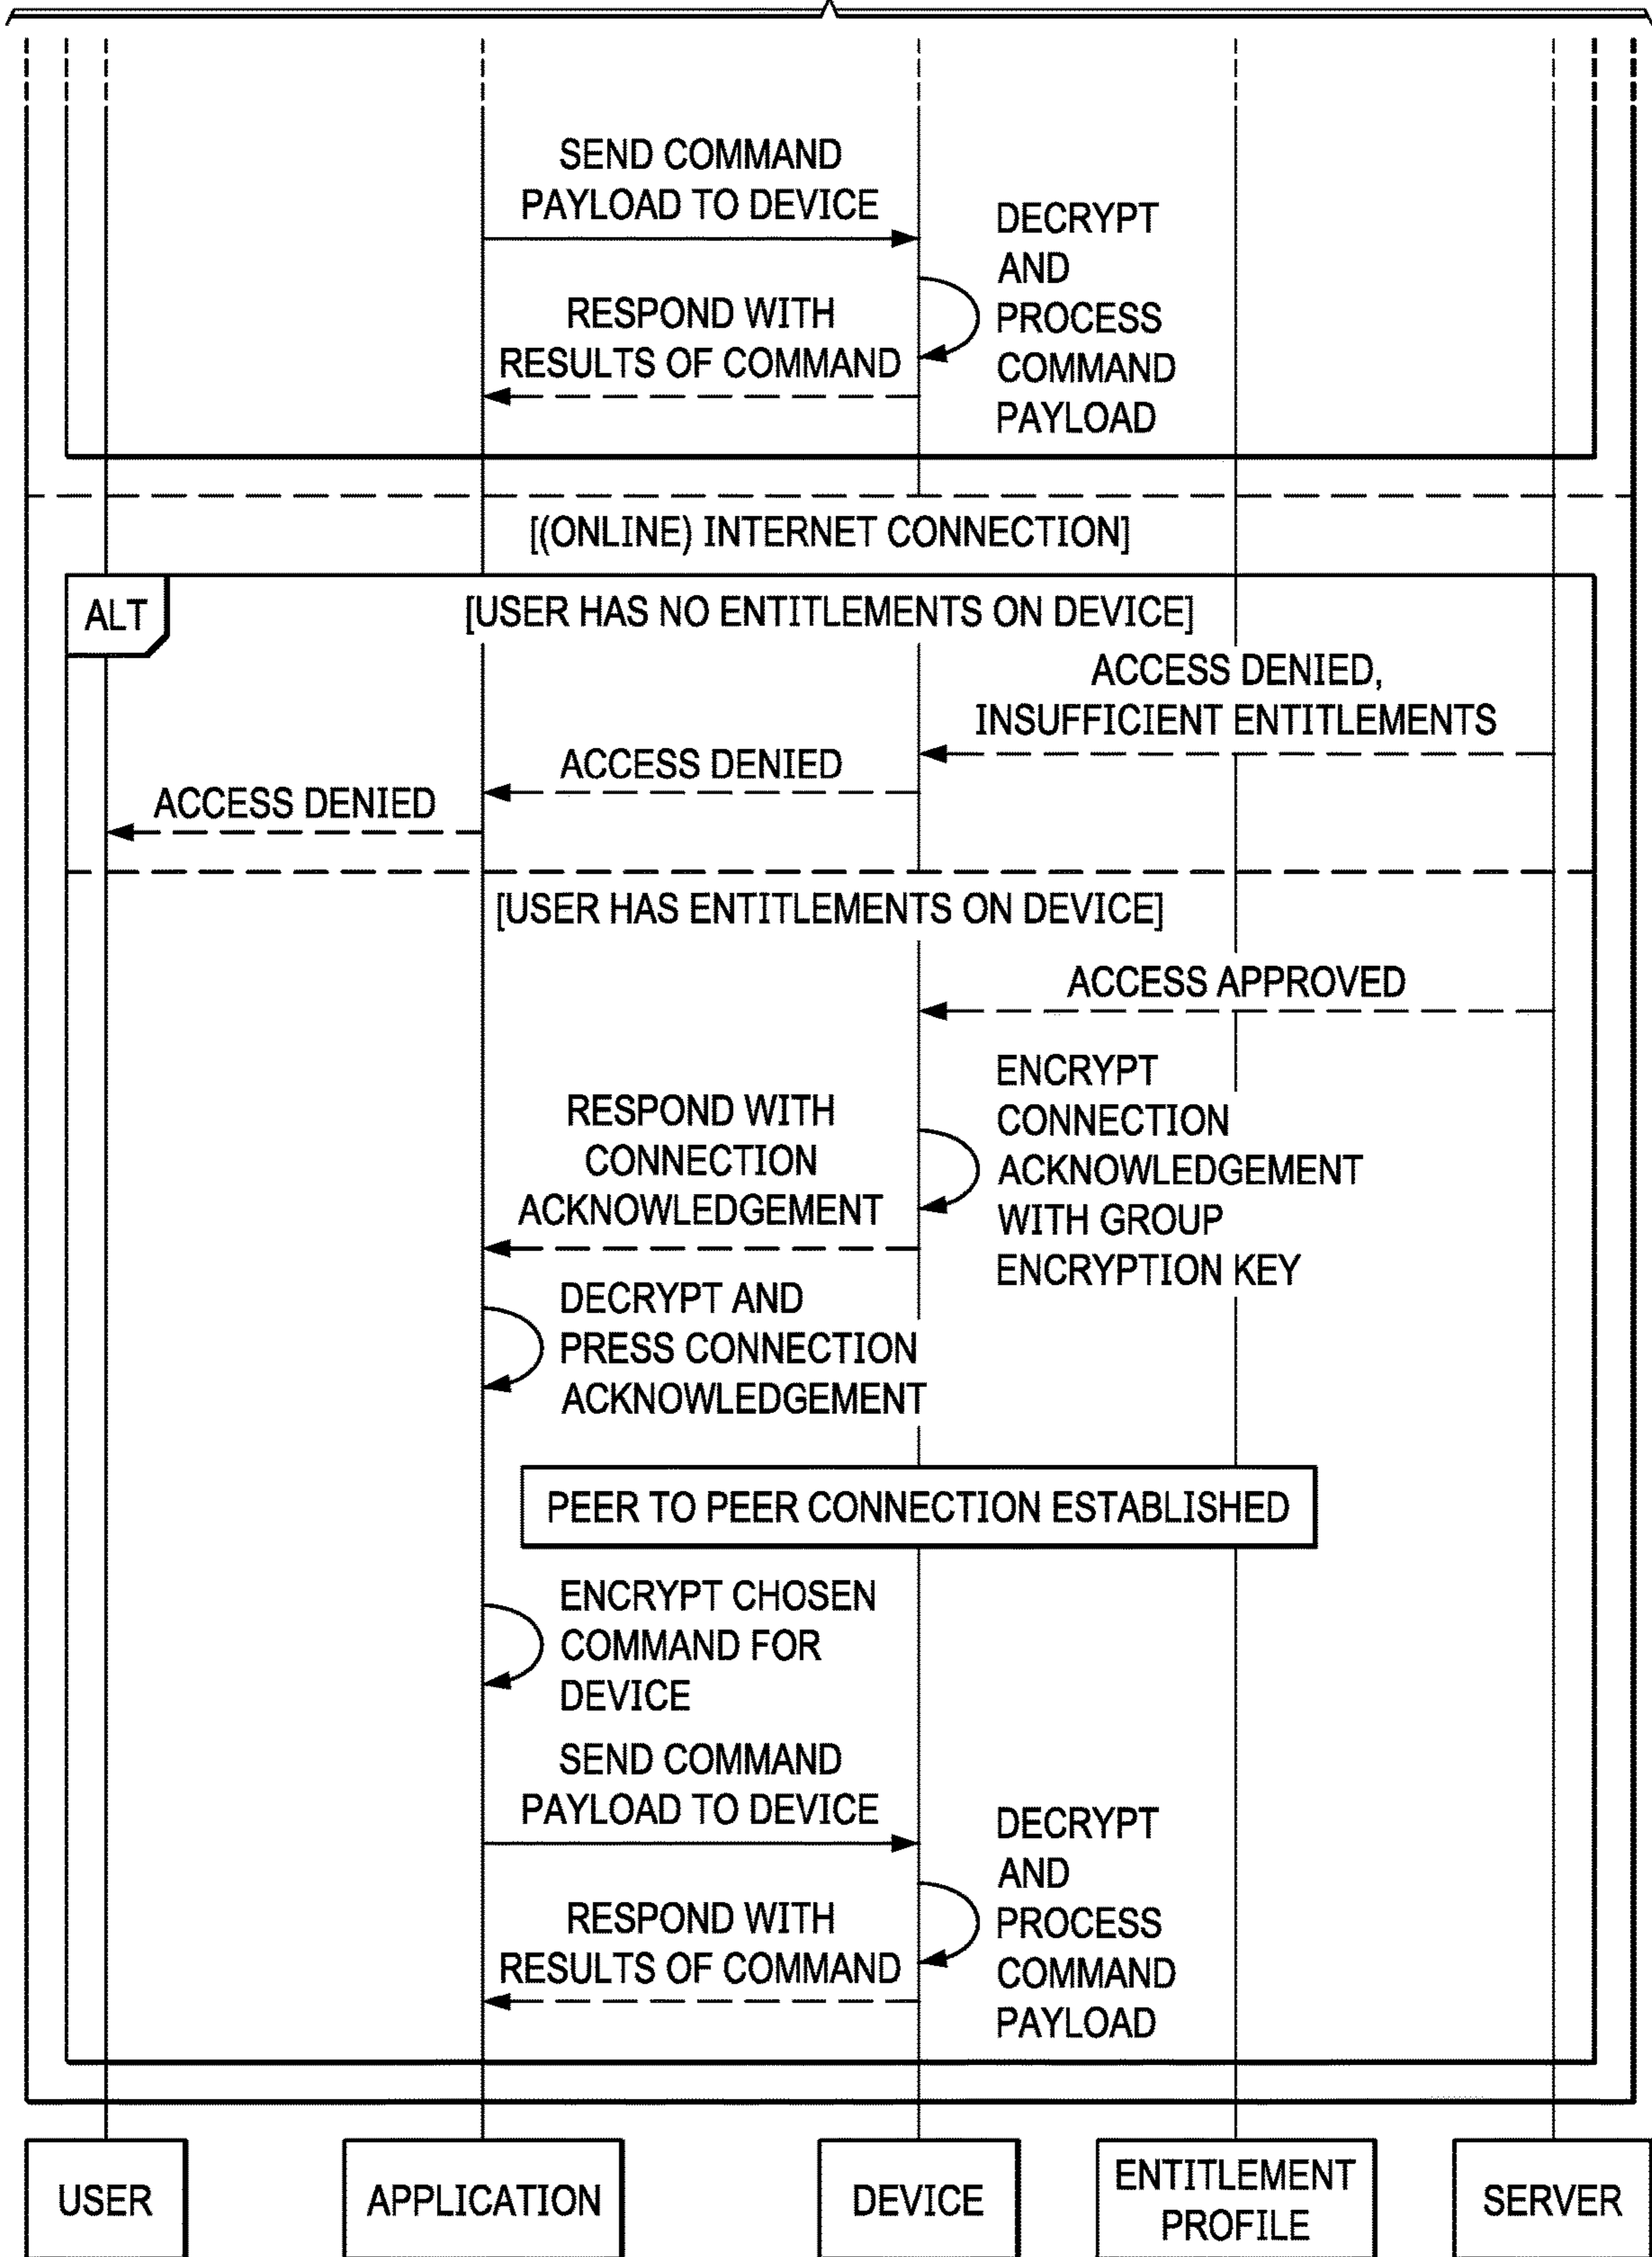 SEND COMMAND
PAYLOAD TO DEVICE
DECRYPT
AND
PROCESS
COMMAND
PAYLOAD
RESPOND WITH
RESULTS OF COMMAND
[(ONLINE) INTERNET CONNECTION]
ALT
[USER HAS NO ENTITLEMENTS ON DEVICE]
ACCESS DENIED,
INSUFFICIENT ENTITLEMENTS
ACCESS DENIED
ACCESS DENIED
[USER HAS ENTITLEMENTS ON DEVICE]
ACCESS APPROVED
ENCRYPT
CONNECTION
ACKNOWLEDGEMENT
WITH GROUP
ENCRYPTION KEY
RESPOND WITH
CONNECTION
ACKNOWLEDGEMENT
DECRYPT AND
PRESS CONNECTION
ACKNOWLEDGEMENT
PEER TO PEER CONNECTION ESTABLISHED
ENCRYPT CHOSEN
COMMAND FOR
DEVICE
SEND COMMAND
PAYLOAD TO DEVICE
DECRYPT
AND
PROCESS
COMMAND
PAYLOAD
RESPOND WITH
RESULTS OF COMMAND
USER
APPLICATION
DEVICE
ENTITLEMENT
PROFILE
SERVER